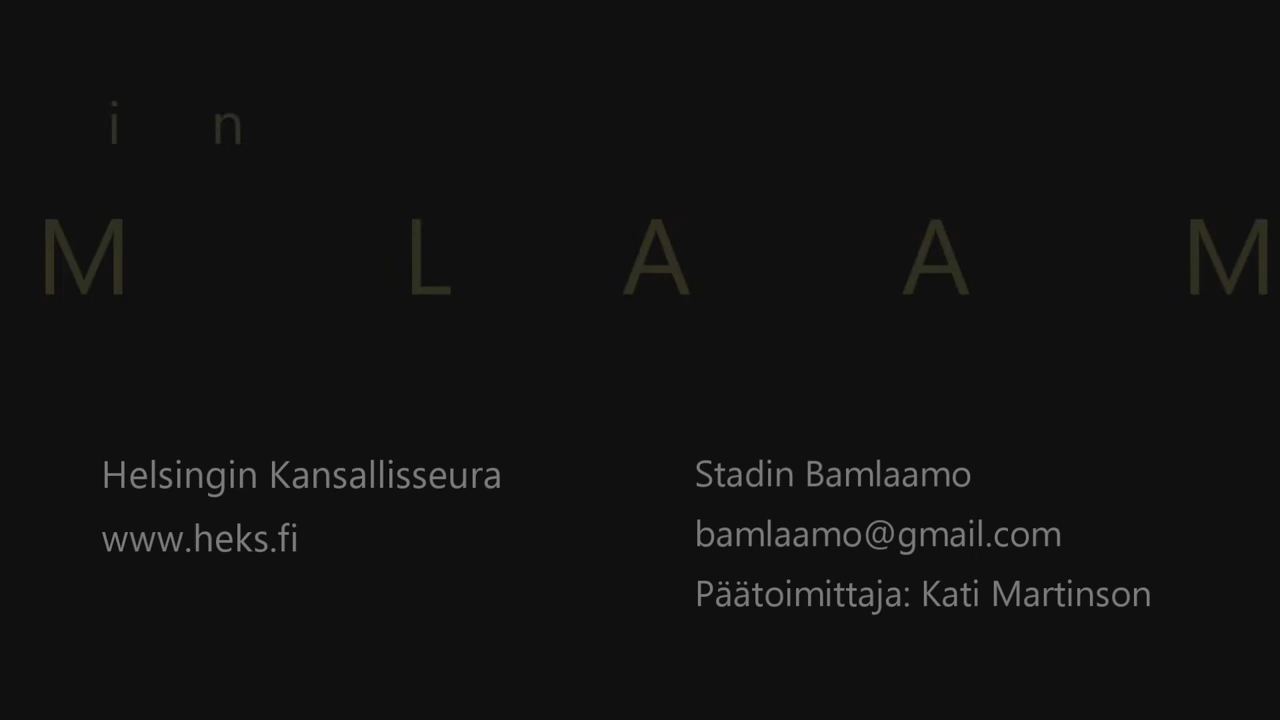 i n
M L A A M
Helsingin Kansallisseura
www.heks.fi
Stadin Bamlaamo
bamlaamo@gmail.com
Päätoimittaja: Kati Martinson